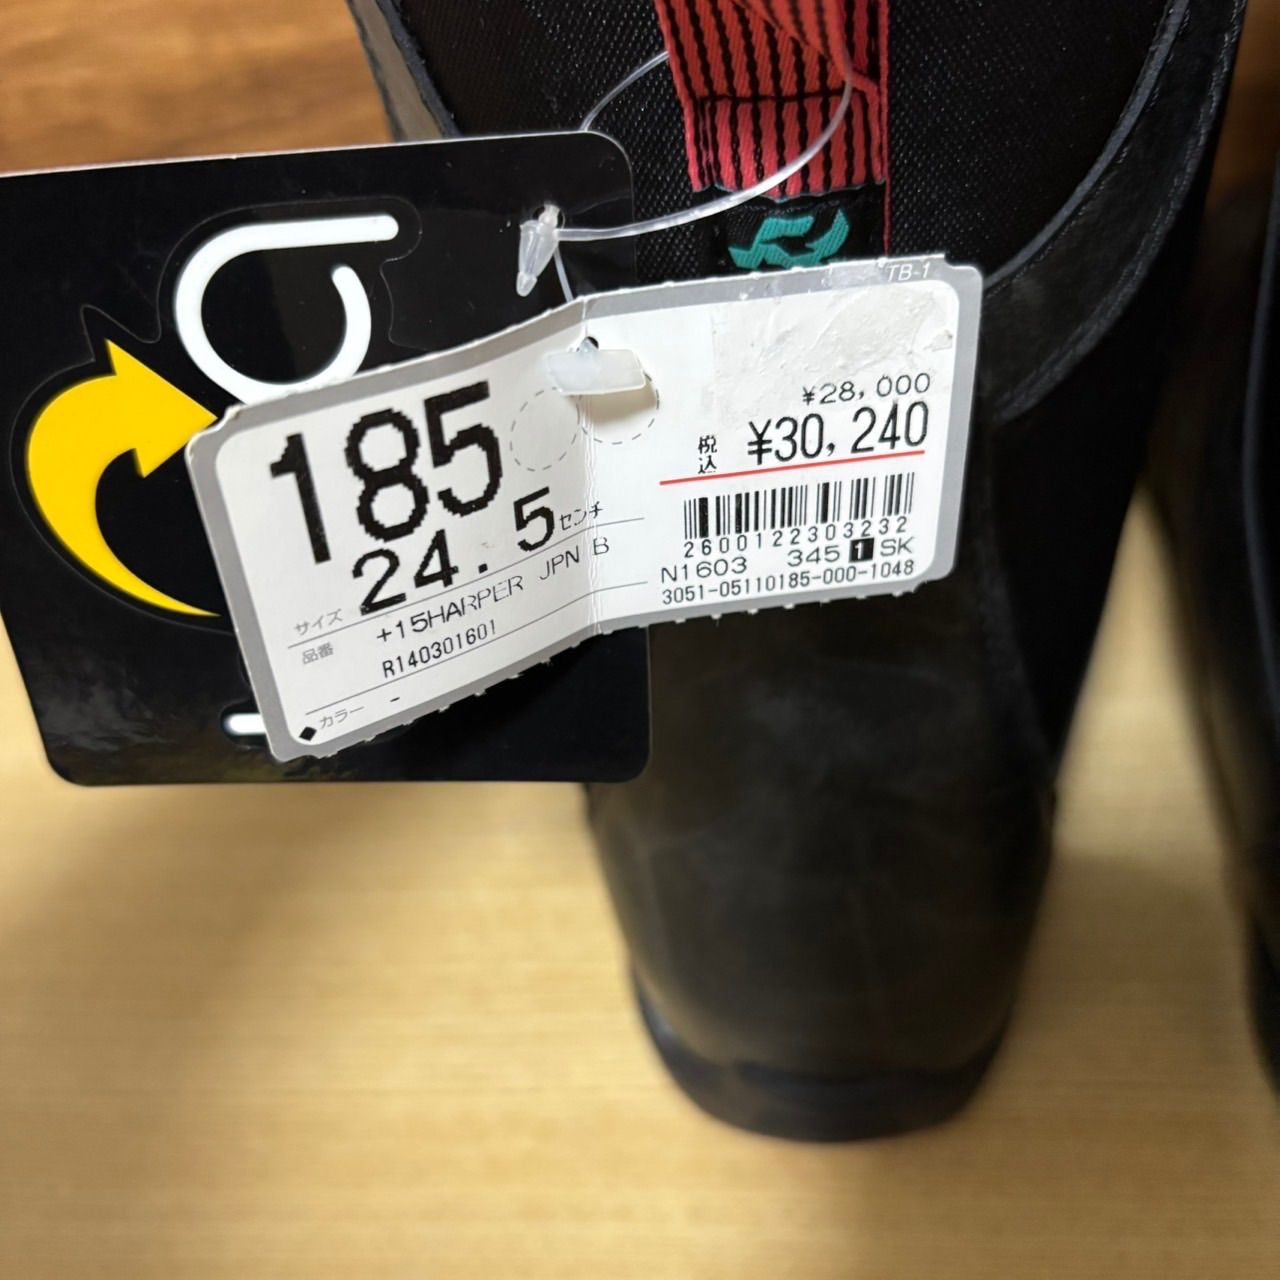 TB-1
185
サイズ 24.5センチ
品番 +15HARPER JPN B
R140301601
◆カラー -
¥28,000
税込 ¥30,240
2600122303232
N1603 345 1 SK
3051-05110185-000-1048